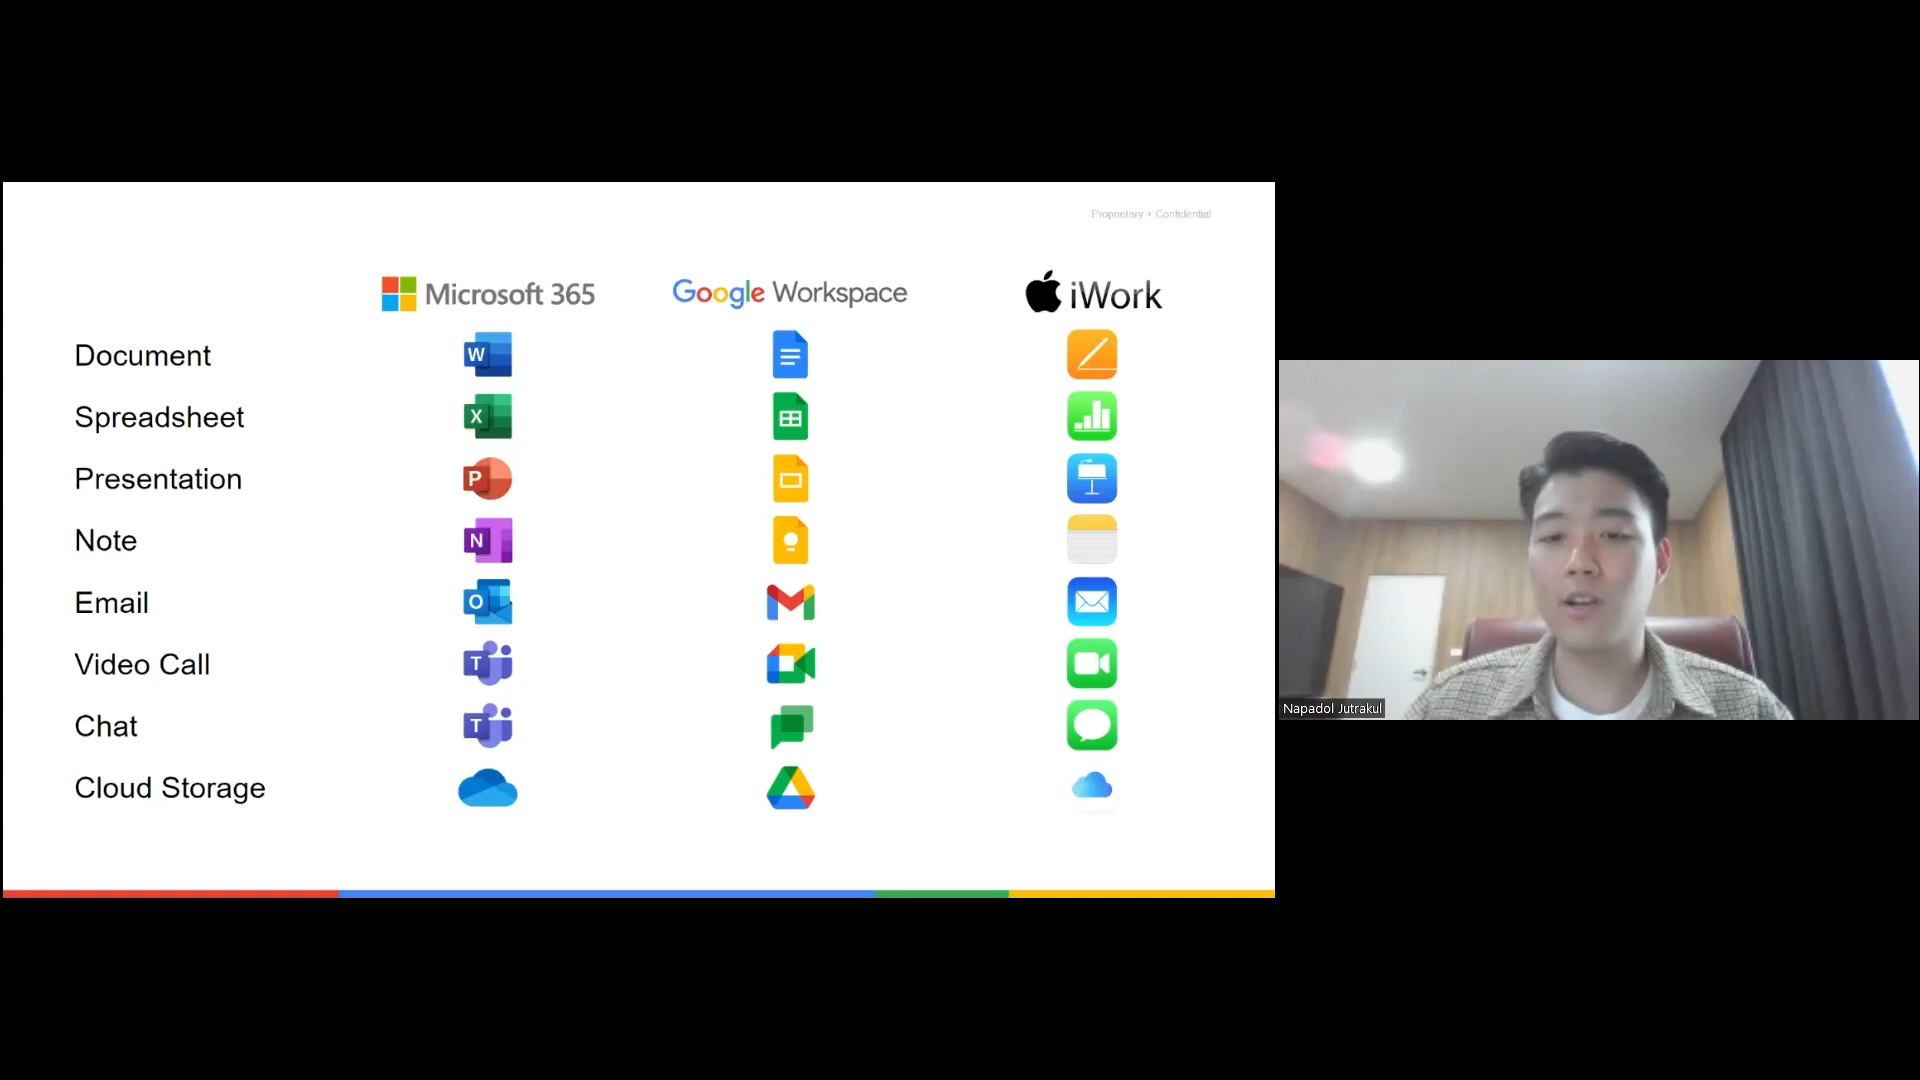 Proprietary + Confidential
Microsoft 365
Google Workspace
iWork
Document
W
Spreadsheet
X
Presentation
P
Note
N
Email
O
Video Call
T
Chat
T
Cloud Storage
Napadol Jutrakul